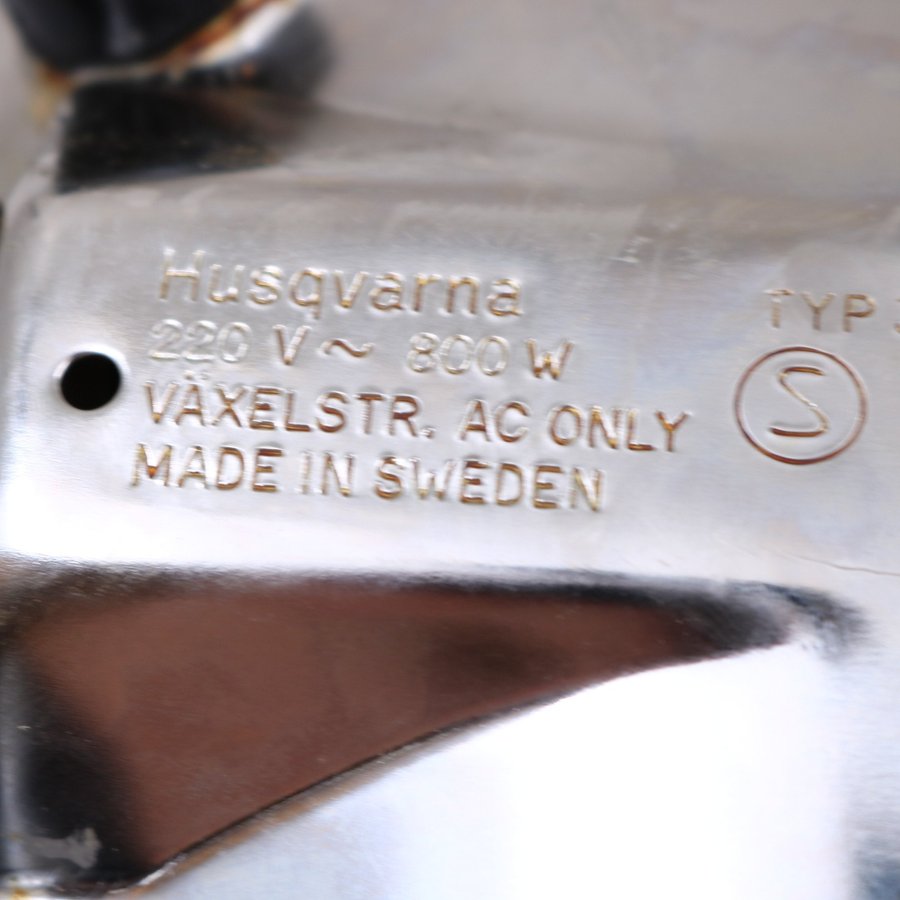 Husqvarna
220 V~ 800 W
VÄXELSTR. AC ONLY
MADE IN SWEDEN
TYP
S